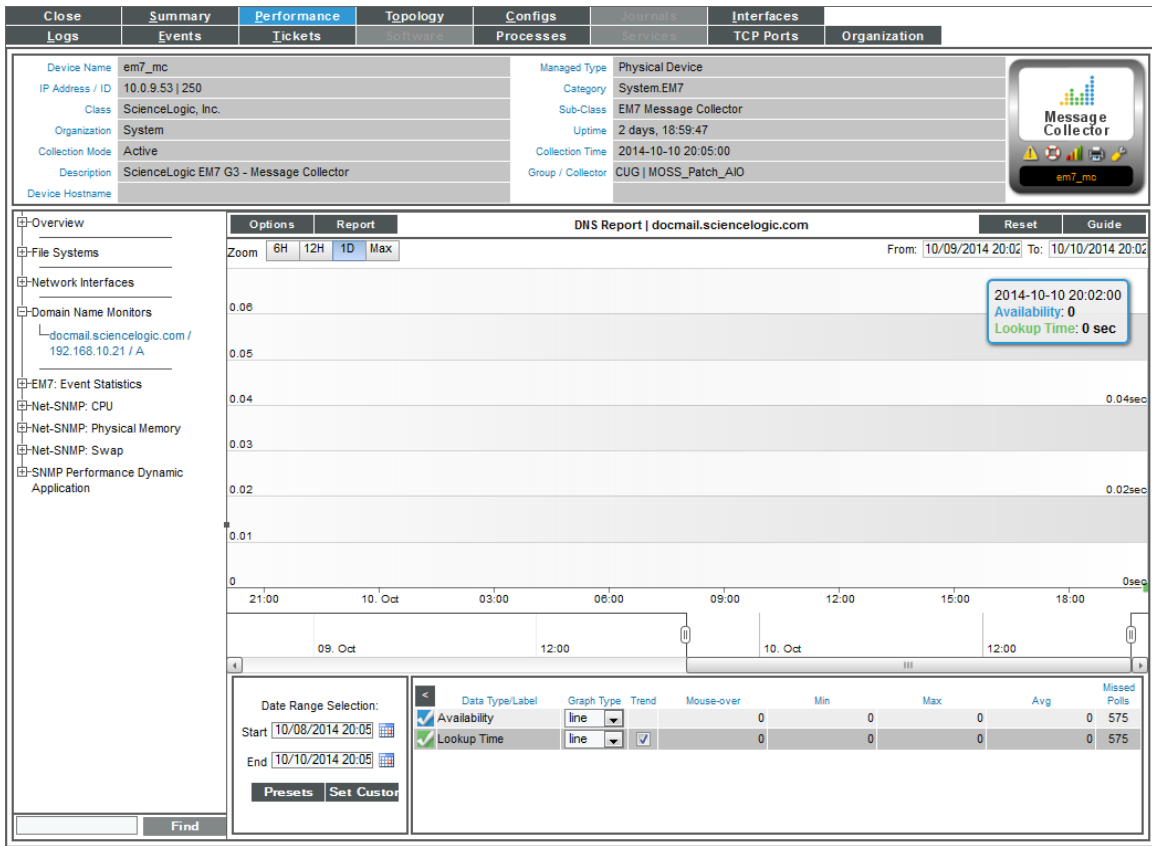 Close Summary Performance Topology Configs Journals Interfaces
Logs Events Tickets Software Processes Services TCP Ports Organization
Device Name em7_mc Managed Type Physical Device
IP Address / ID 10.0.9.53 | 250 Category System.EM7
Class ScienceLogic, Inc. Sub-Class EM7 Message Collector
Organization System Uptime 2 days, 18:59:47
Collection Mode Active Collection Time 2014-10-10 20:05:00
Description ScienceLogic EM7 G3 - Message Collector Group / Collector CUG | MOSS_Patch_AIO
Device Hostname
Message
Collector
em7_mc
Overview
File Systems
Network Interfaces
Domain Name Monitors
docmail.sciencelogic.com /
192.168.10.21 / A
EM7: Event Statistics
Net-SNMP: CPU
Net-SNMP: Physical Memory
Net-SNMP: Swap
SNMP Performance Dynamic
Application
Find
Options Report DNS Report | docmail.sciencelogic.com Reset Guide
Zoom 6H 12H 1D Max From: 10/09/2014 20:02 To: 10/10/2014 20:02
2014-10-10 20:02:00
Availability: 0
Lookup Time: 0 sec
0.06
0.05
0.04 0.04sec
0.03
0.02 0.02sec
0.01
0 0sec
21:00 10. Oct 03:00 06:00 09:00 12:00 15:00 18:00
09. Oct 12:00 10. Oct 12:00
Date Range Selection:
Start 10/08/2014 20:05
End 10/10/2014 20:05
Presets Set Custor
< Data Type/Label Graph Type Trend Mouse-over Min Max Avg Missed Polls
Availability line 0 0 0 0 575
Lookup Time line 0 0 0 0 575